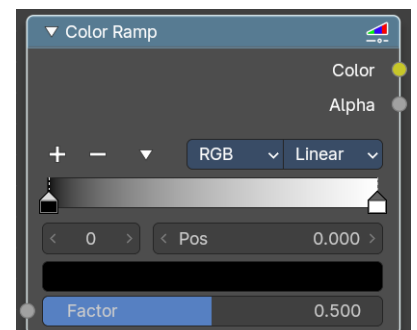 Color Ramp
Color
Alpha
RGB Linear
0 Pos 0.000
Factor 0.500